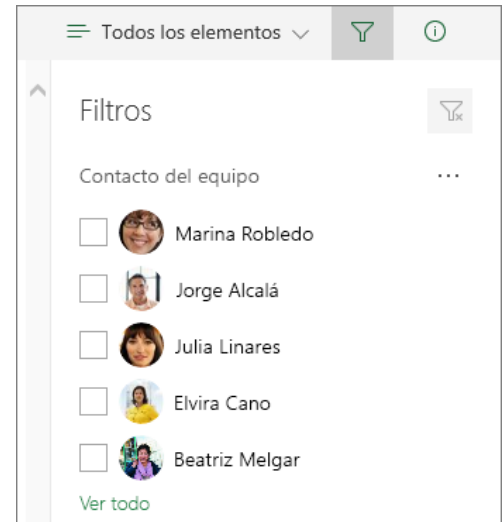 Todos los elementos
Filtros
Contacto del equipo
Marina Robledo
Jorge Alcalá
Julia Linares
Elvira Cano
Beatriz Melgar
Ver todo